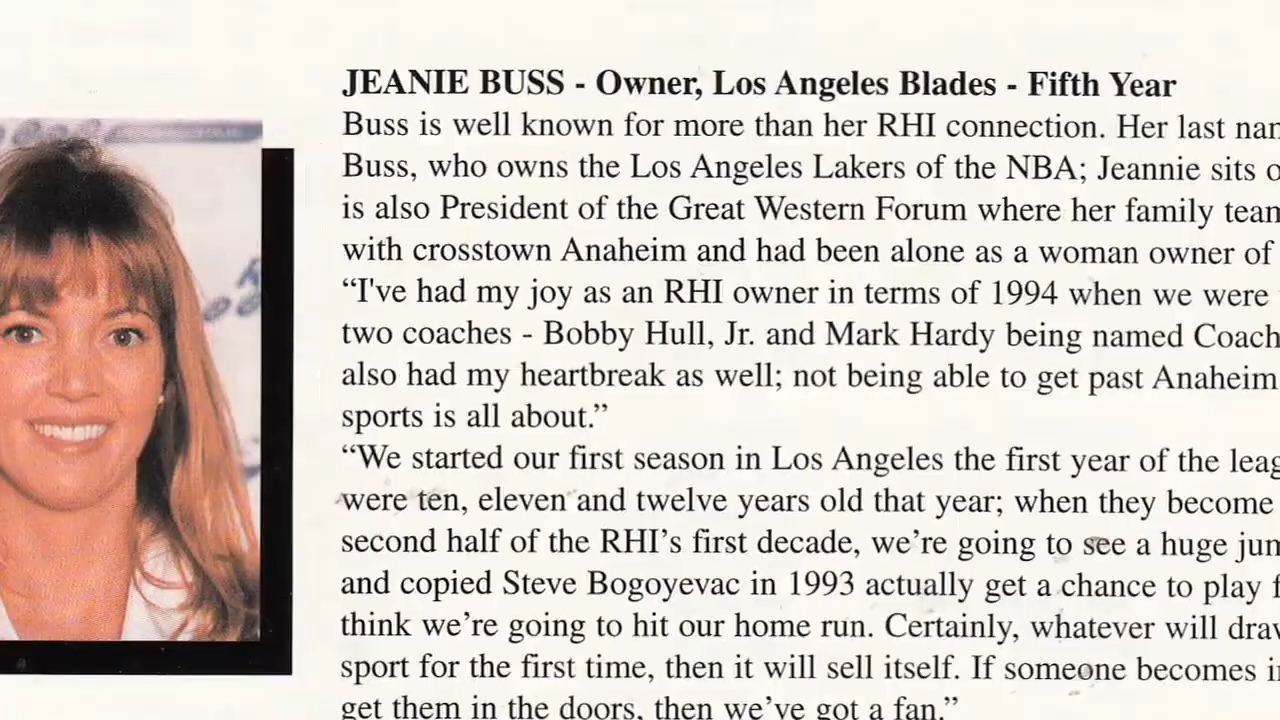 JEANIE BUSS - Owner, Los Angeles Blades - Fifth Year
Buss is well known for more than her RHI connection. Her last
Buss, who owns the Los Angeles Lakers of the NBA; Jeannie sits
is also President of the Great Western Forum where her family
with crosstown Anaheim and had been alone as a woman owner of
“I've had my joy as an RHI owner in terms of 1994 when we were
two coaches - Bobby Hull, Jr. and Mark Hardy being named Coach
also had my heartbreak as well; not being able to get past Anaheim
sports is all about.”
“We started our first season in Los Angeles the first year of the
were ten, eleven and twelve years old that year; when they become
second half of the RHI’s first decade, we’re going to see a huge
and copied Steve Bogoyevac in 1993 actually get a chance to play
think we’re going to hit our home run. Certainly, whatever will
sport for the first time, then it will sell itself. If someone becomes
get them in the doors, then we’ve got a fan.”